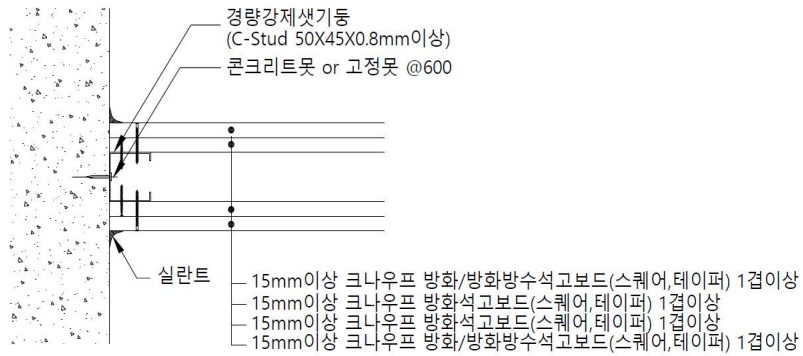 경량강제샛기둥
(C-Stud 50X45X0.8mm이상)
콘크리트못 or 고정못 @600
실란트
15mm이상 크나우프 방화/방화방수석고보드(스퀘어,테이퍼) 1겹이상
15mm이상 크나우프 방화석고보드(스퀘어,테이퍼) 1겹이상
15mm이상 크나우프 방화석고보드(스퀘어,테이퍼) 1겹이상
15mm이상 크나우프 방화/방화방수석고보드(스퀘어,테이퍼) 1겹이상